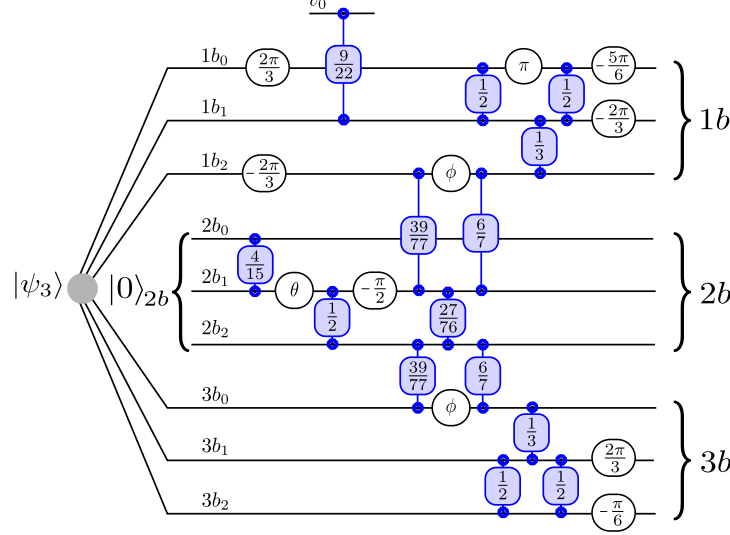 v₀
1b₀ 2π/3 9/22 π -5π/6
1/2 1/2
1b₁ -2π/3 1b
1/3
1b₂ -2π/3 φ
2b₀ 39/77 6/7
4/15
|ψ₃⟩ |0⟩₂b 2b₁ θ -π/2 2b
1/2 27/76
2b₂
39/77 6/7
3b₀ φ
1/3
3b₁ 2π/3 3b
1/2 1/2
3b₂ -π/6